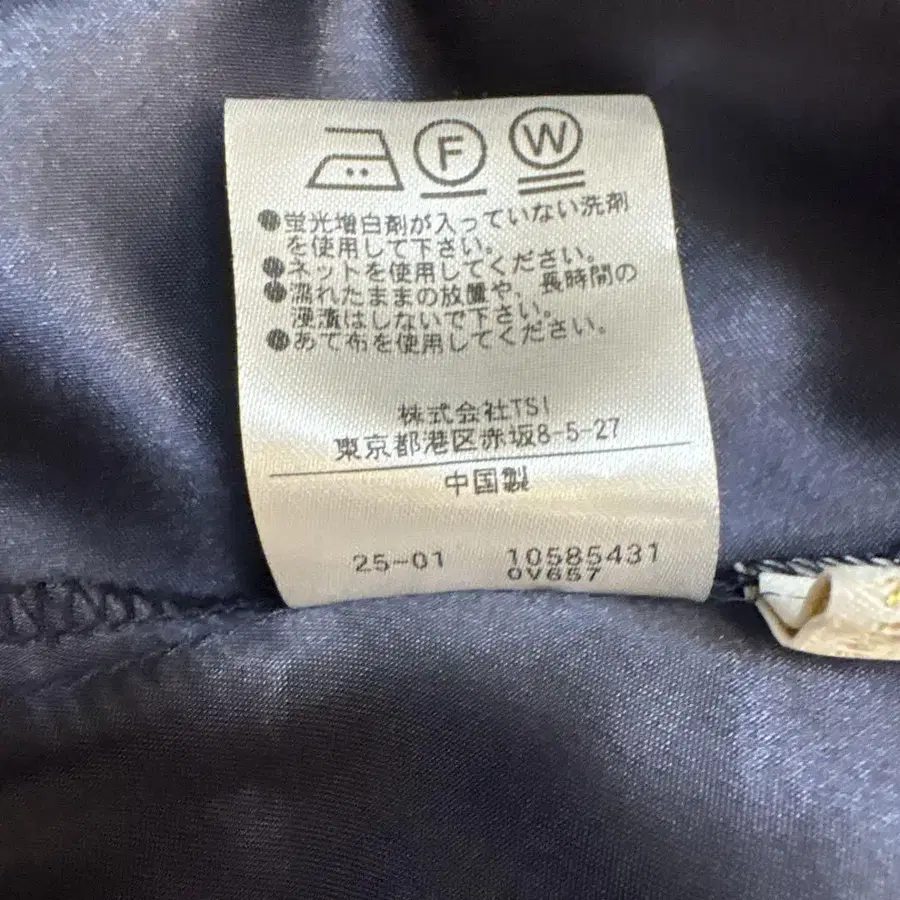 F W
●蛍光増白剤が入っていない洗剤
を使用して下さい。
●ネットを使用してください。
●濡れたままの放置や、長時間の
浸漬はしないで下さい。
●あて布を使用してください。
株式会社TSI
東京都港区赤坂8-5-27
中国製
25-01 10585431
0V657